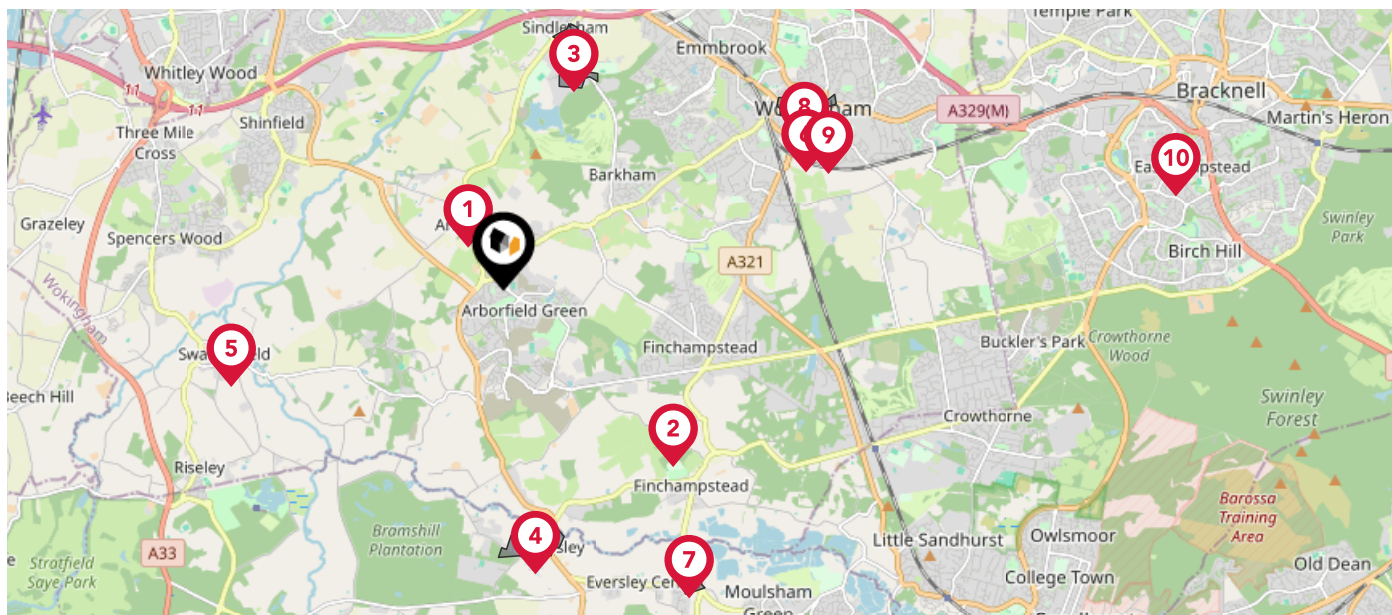 Temple Park
Sindlesham
3
Emmbrook
Whitley Wood
11
11
Shinfield
Three Mile
Cross
8
9
A329(M)
Bracknell
Martin's Heron
10
Barkham
1
Grazeley
Spencers Wood
Swinley
Park
Birch Hill
A321
Wokingham
Arborfield Green
Finchampstead
Buckler's Park
Crowthorne
Wood
5
Beech Hill
Swinley
Forest
Crowthorne
2
Riseley
Finchampstead
Barossa
Training
Area
Bramshill
Plantation
4
Little Sandhurst
Owlsmoor
A33
Stratfield
Saye Park
7
Eversley Cen
Moulsham
Green
College Town
Old Dean